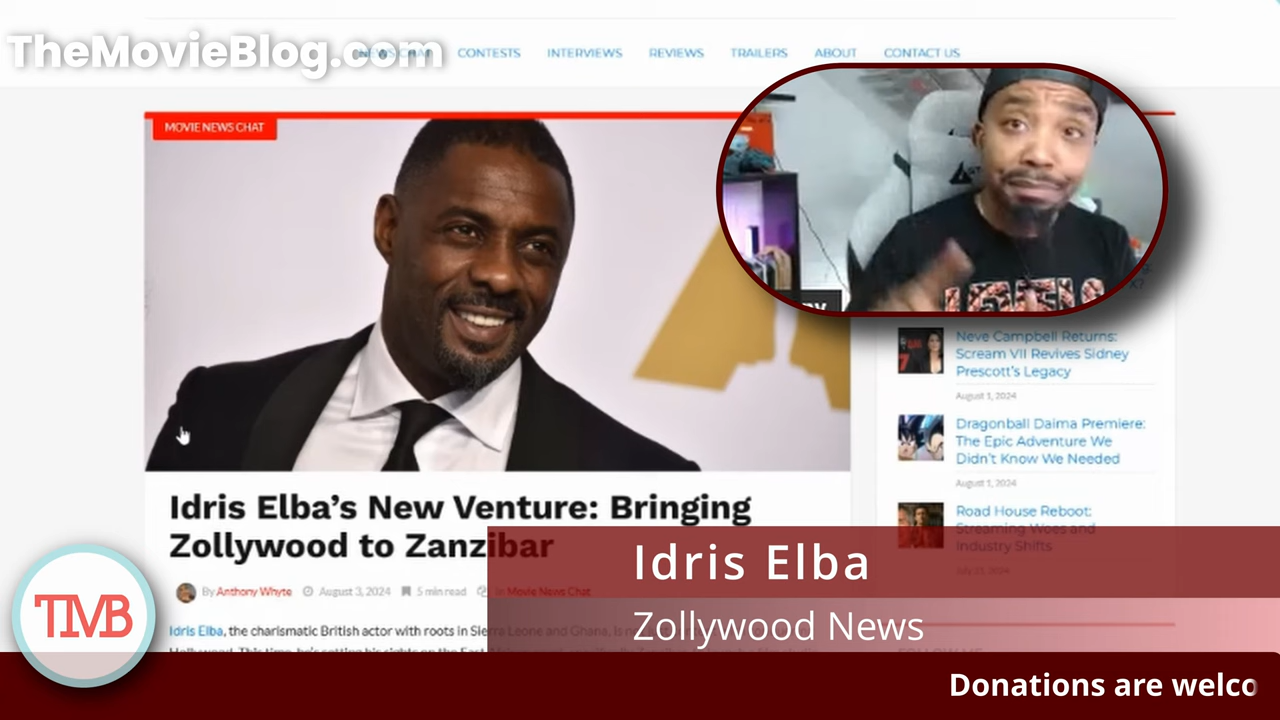 TheMovieBlog.com
NEWS CHAT
CONTESTS
INTERVIEWS
REVIEWS
TRAILERS
ABOUT
CONTACT US
MOVIE NEWS CHAT
Neve Campbell Returns:
Scream VII Revives Sidney
Prescott's Legacy
August 1, 2024
Dragonball Daima Premiere:
The Epic Adventure We
Didn't Know We Needed
August 1, 2024
Road House Reboot:
Streaming Woes and
Industry Shifts
Idris Elba's New Venture: Bringing
Zollywood to Zanzibar
By Anthony Whyte August 3, 2024 5 min read in Movie News Chat
Idris Elba, the charismatic British actor with roots in Sierra Leone and Ghana, is
Idris Elba
Zollywood News
TMB
Donations are welco